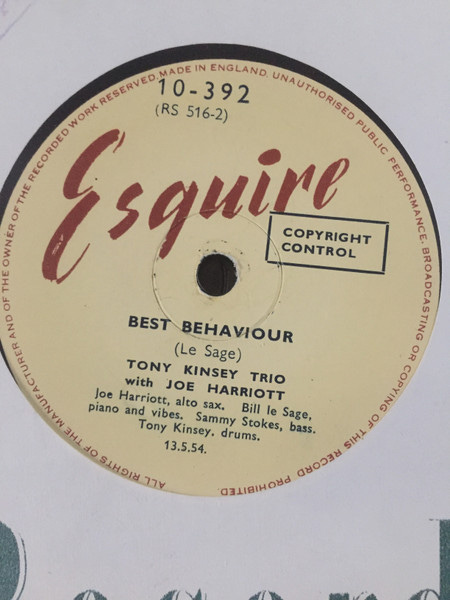 10-392
(RS 516-2)
Esquire
COPYRIGHT
CONTROL
BEST BEHAVIOUR
(Le Sage)
TONY KINSEY TRIO
with JOE HARRIOTT
Joe Harriott, alto sax. Bill le Sage,
piano and vibes. Sammy Stokes, bass.
Tony Kinsey, drums.
13.5.54.
ALL RIGHTS OF THE MANUFACTURER AND OF THE OWNER OF THE RECORDED WORK RESERVED. MADE IN ENGLAND. UNAUTHORISED PUBLIC PERFORMANCE, BROADCASTING OR COPYING OF THIS RECORD PROHIBITED.